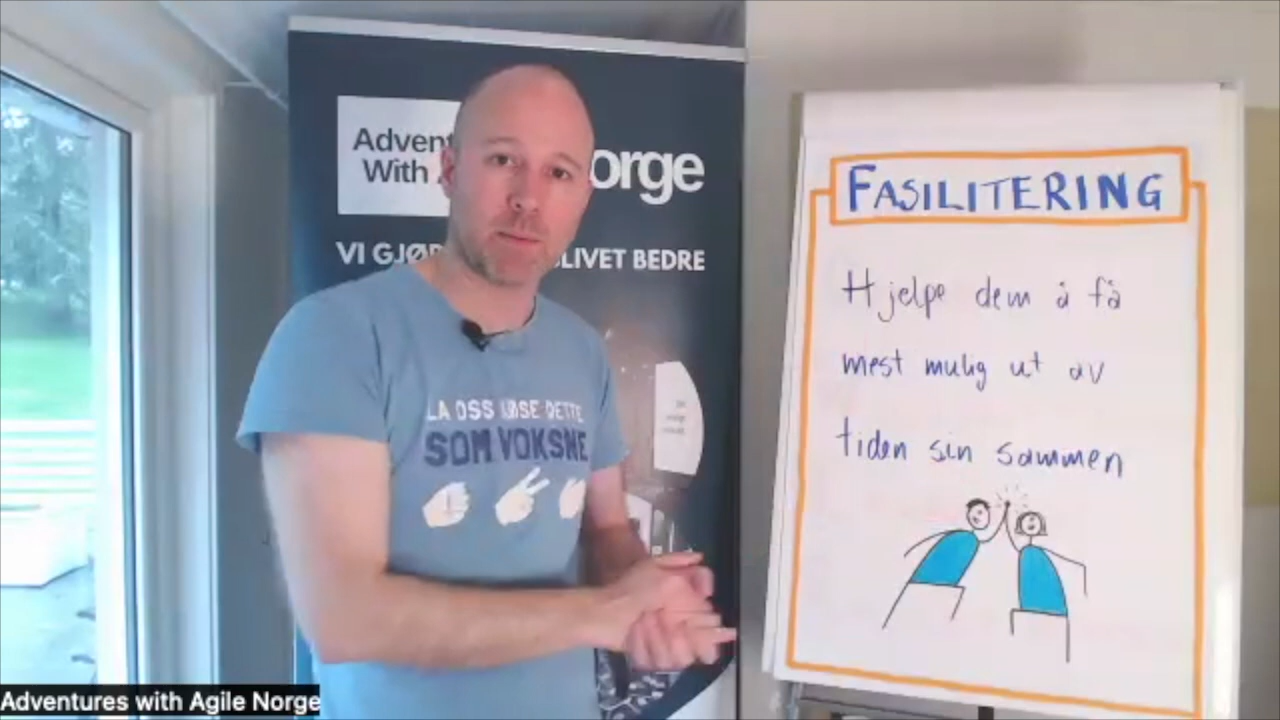 Adven
With
orge
VI GJØR LIVET BEDRE
LA OSS LØSE DETTE
SOM VOKSNE
FASILITERING
Hjelpe dem å få
mest mulig ut av
tiden sin sammen
Adventures with Agile Norge